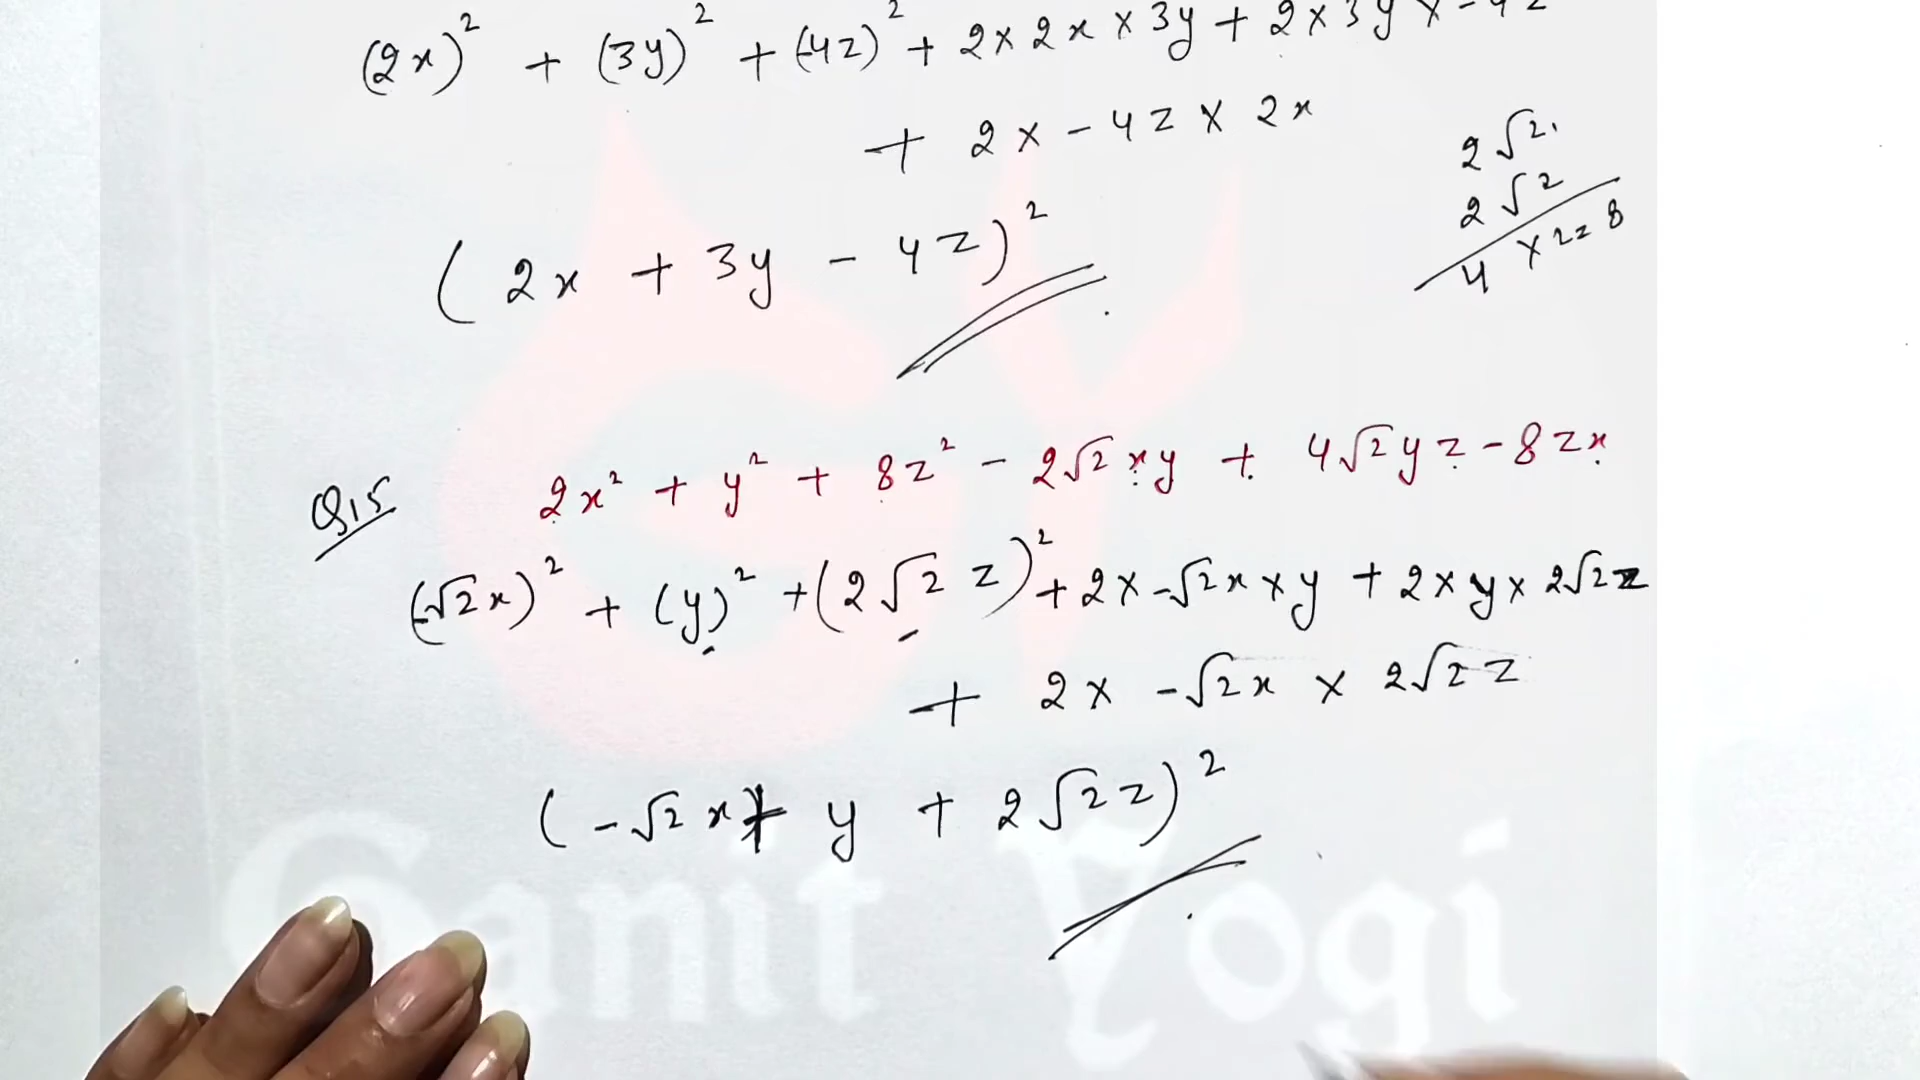 (2x)² + (3y)² + (-4z)² + 2×2x×3y + 2×3y×-4z
+ 2×-4z×2x
(2x + 3y - 4z)²
2√2
2√2
4×2=8
Q15 2x² + y² + 8z² - 2√2xy + 4√2yz - 8zx
(-√2x)² + (y)² + (2√2 z)² + 2×-√2x×y + 2×y×2√2z
+ 2×-√2x × 2√2z
(-√2x + y + 2√2z)²
Ganit Yogi